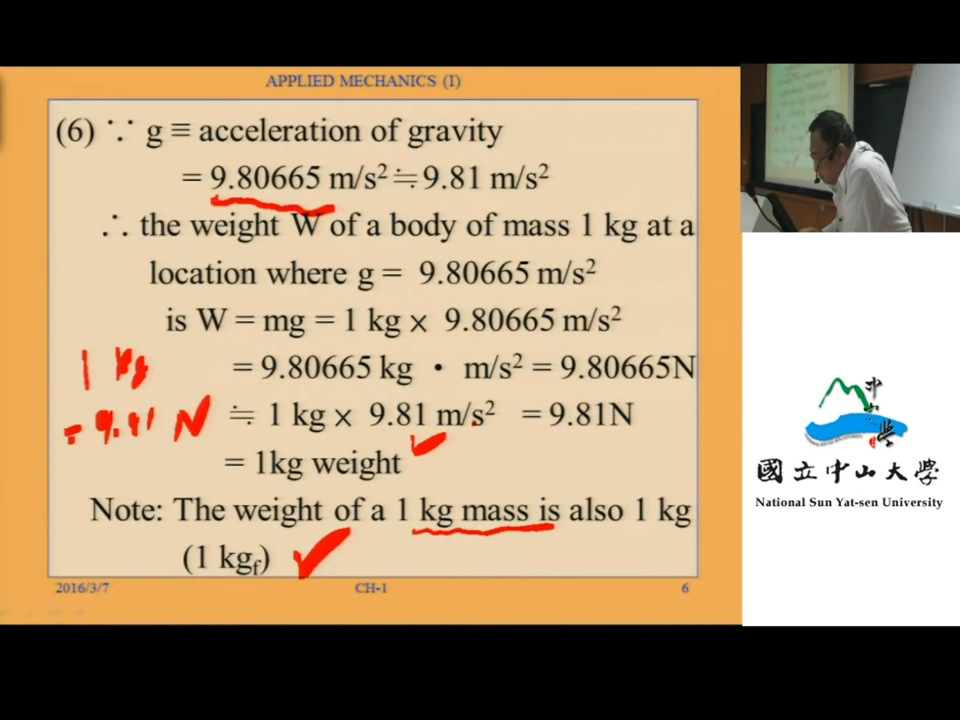 APPLIED MECHANICS (I)
(6) ∵ g ≡ acceleration of gravity
= 9.80665 m/s² ≒ 9.81 m/s²
∴ the weight W of a body of mass 1 kg at a
location where g = 9.80665 m/s²
is W = mg = 1 kg × 9.80665 m/s²
= 9.80665 kg · m/s² = 9.80665N
≒ 1 kg × 9.81 m/s² = 9.81N
= 1kg weight
Note: The weight of a 1 kg mass is also 1 kg
(1 kgf)
1 kg
= 9.81 N
2016/3/7
CH-1
6
國立中山大學
National Sun Yat-sen University